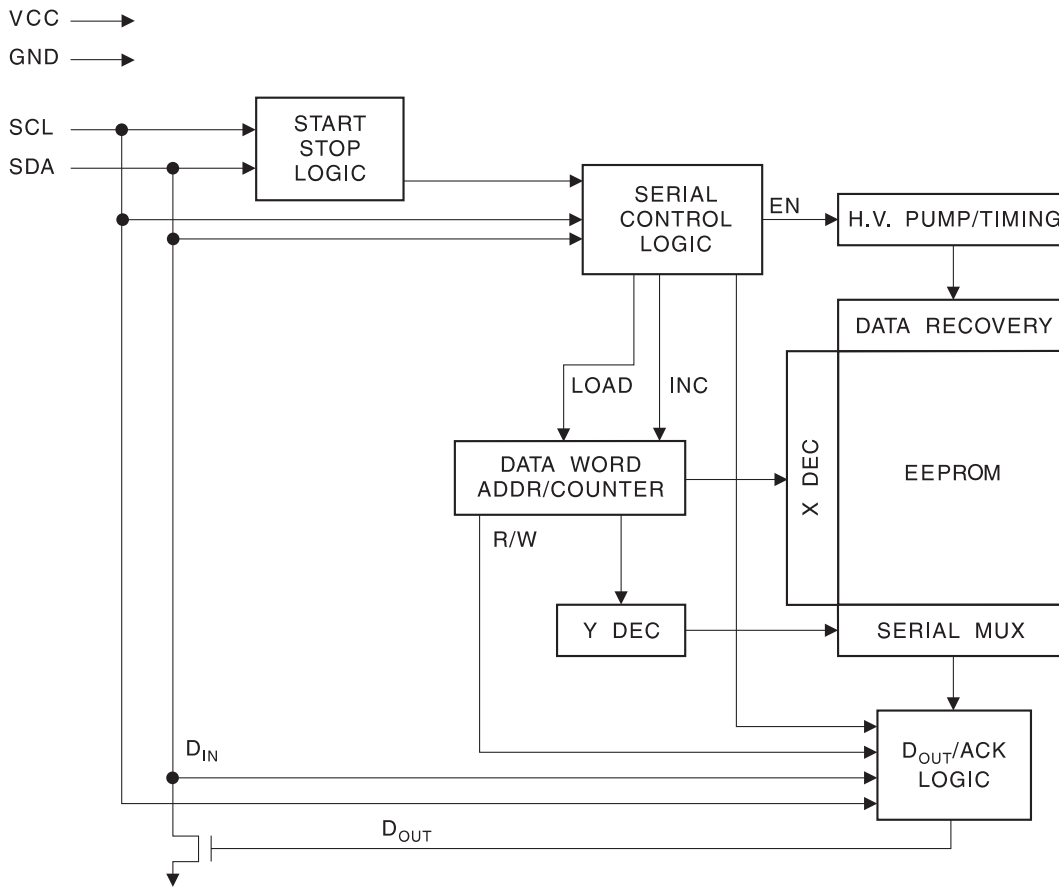 VCC
GND
SCL
SDA
START
STOP
LOGIC
SERIAL
CONTROL
LOGIC
EN
H.V. PUMP/TIMING
DATA RECOVERY
LOAD
INC
DATA WORD
ADDR/COUNTER
X DEC
EEPROM
R/W
Y DEC
SERIAL MUX
DIN
DOUT/ACK
LOGIC
DOUT